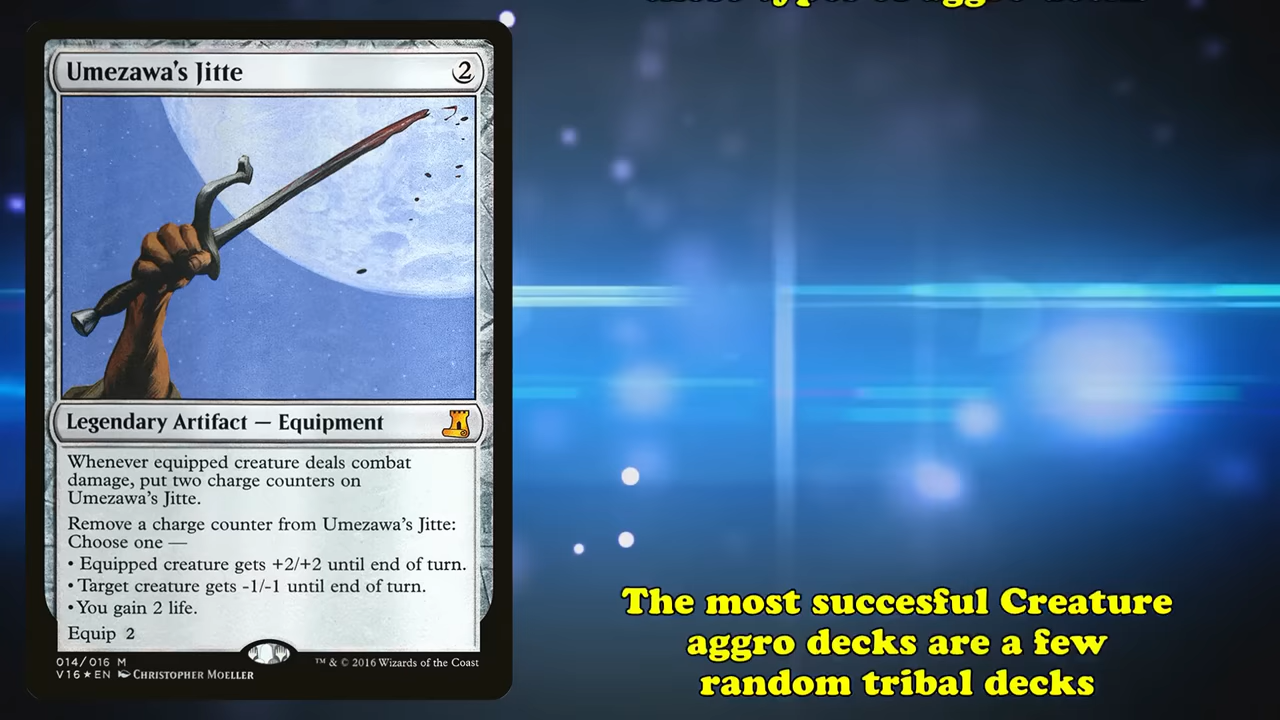 Umezawa's Jitte 2
Legendary Artifact — Equipment
Whenever equipped creature deals combat
damage, put two charge counters on
Umezawa's Jitte.
Remove a charge counter from Umezawa's Jitte:
Choose one —
• Equipped creature gets +2/+2 until end of turn.
• Target creature gets -1/-1 until end of turn.
• You gain 2 life.
Equip 2
014/016 M
V16 ★ EN Christopher Moeller
™ & © 2016 Wizards of the Coast
The most succesful Creature
aggro decks are a few
random tribal decks